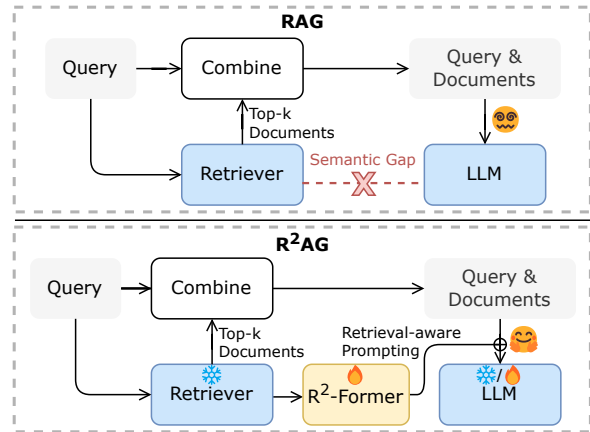 RAG
Query
Combine
Query &
Documents
Top-k
Documents
Retriever
Semantic Gap
LLM
R²AG
Query
Combine
Query &
Documents
Top-k
Documents
Retrieval-aware
Prompting
Retriever
R²-Former
/
LLM